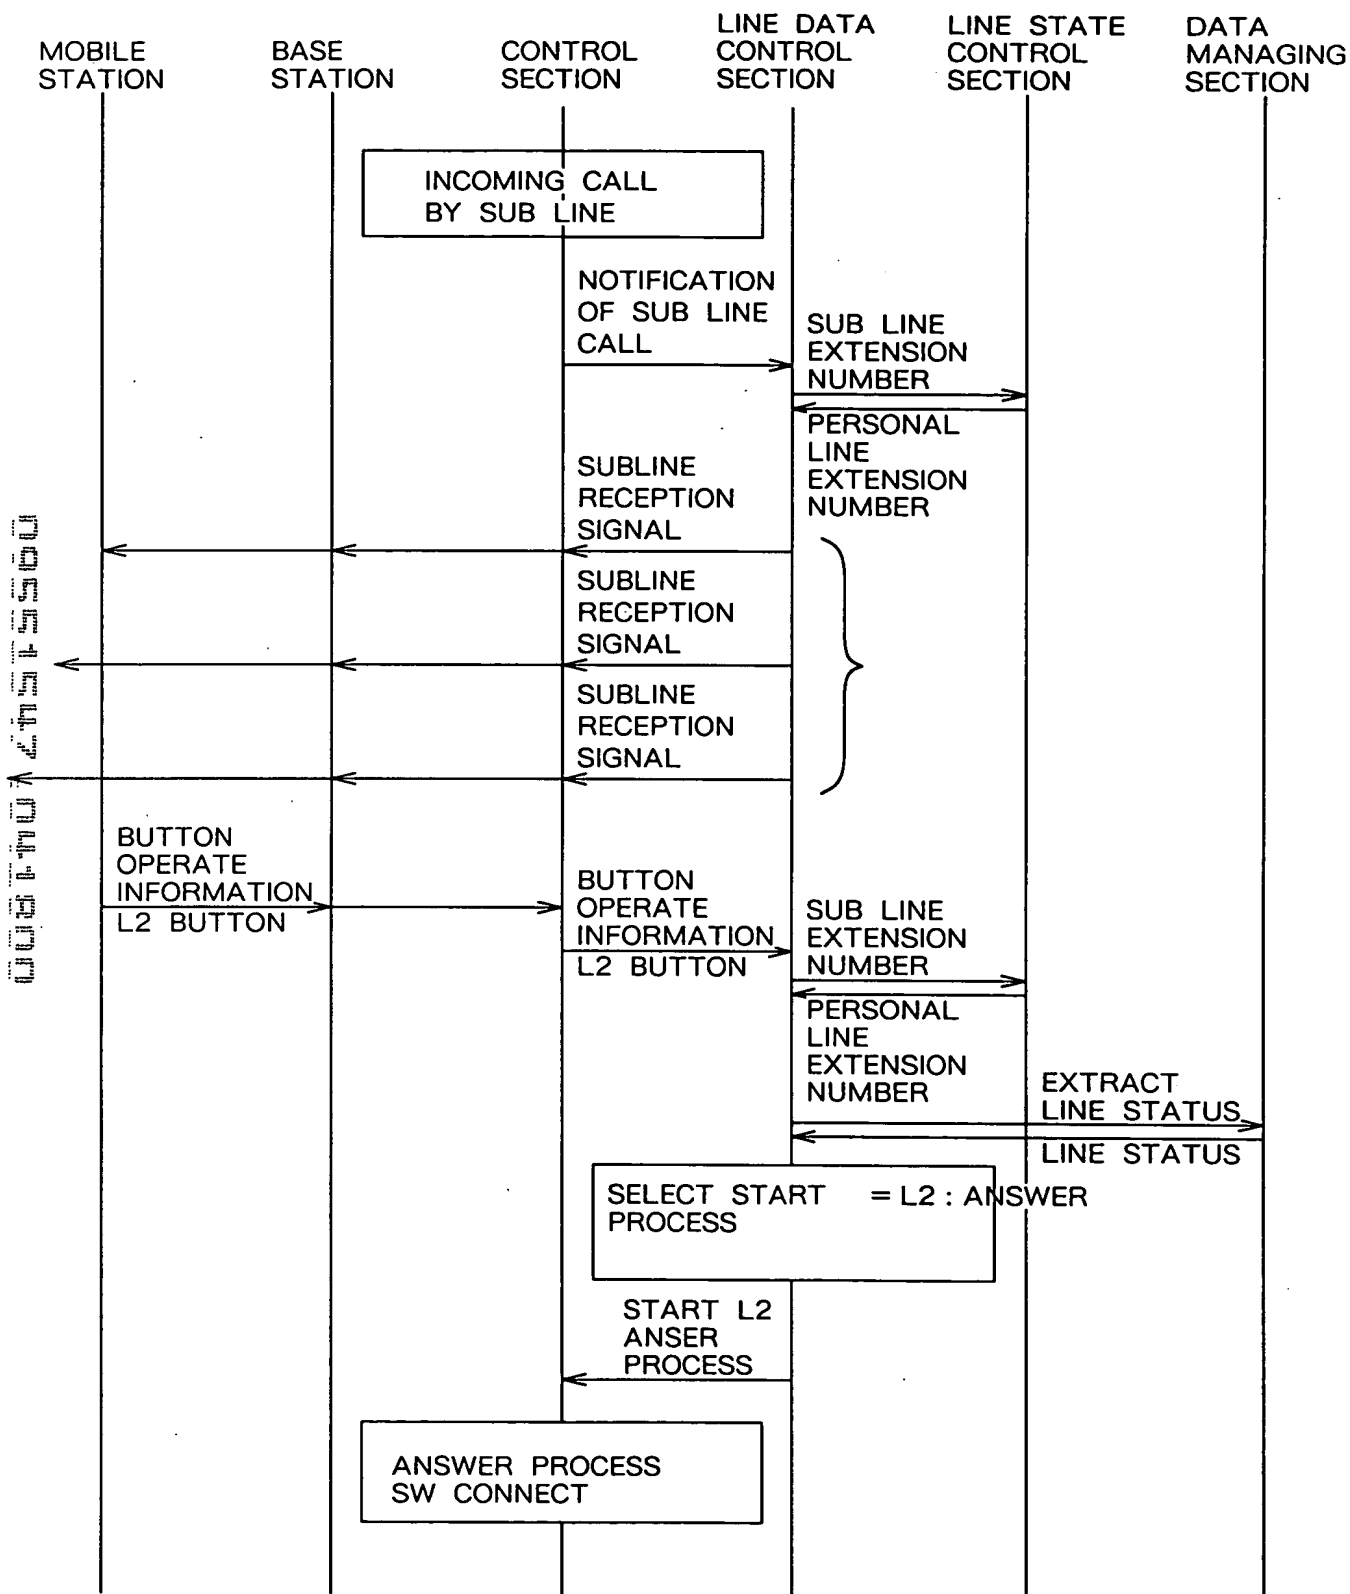 MOBILE
STATION
BASE
STATION
CONTROL
SECTION
LINE DATA
CONTROL
SECTION
LINE STATE
CONTROL
SECTION
DATA
MANAGING
SECTION
INCOMING CALL
BY SUB LINE
NOTIFICATION
OF SUB LINE
CALL
SUB LINE
EXTENSION
NUMBER
PERSONAL
LINE
EXTENSION
NUMBER
SUBLINE
RECEPTION
SIGNAL
SUBLINE
RECEPTION
SIGNAL
SUBLINE
RECEPTION
SIGNAL
BUTTON
OPERATE
INFORMATION
L2 BUTTON
BUTTON
OPERATE
INFORMATION
L2 BUTTON
SUB LINE
EXTENSION
NUMBER
PERSONAL
LINE
EXTENSION
NUMBER
EXTRACT
LINE STATUS
LINE STATUS
SELECT START = L2 : ANSWER
PROCESS
START L2
ANSER
PROCESS
ANSWER PROCESS
SW CONNECT